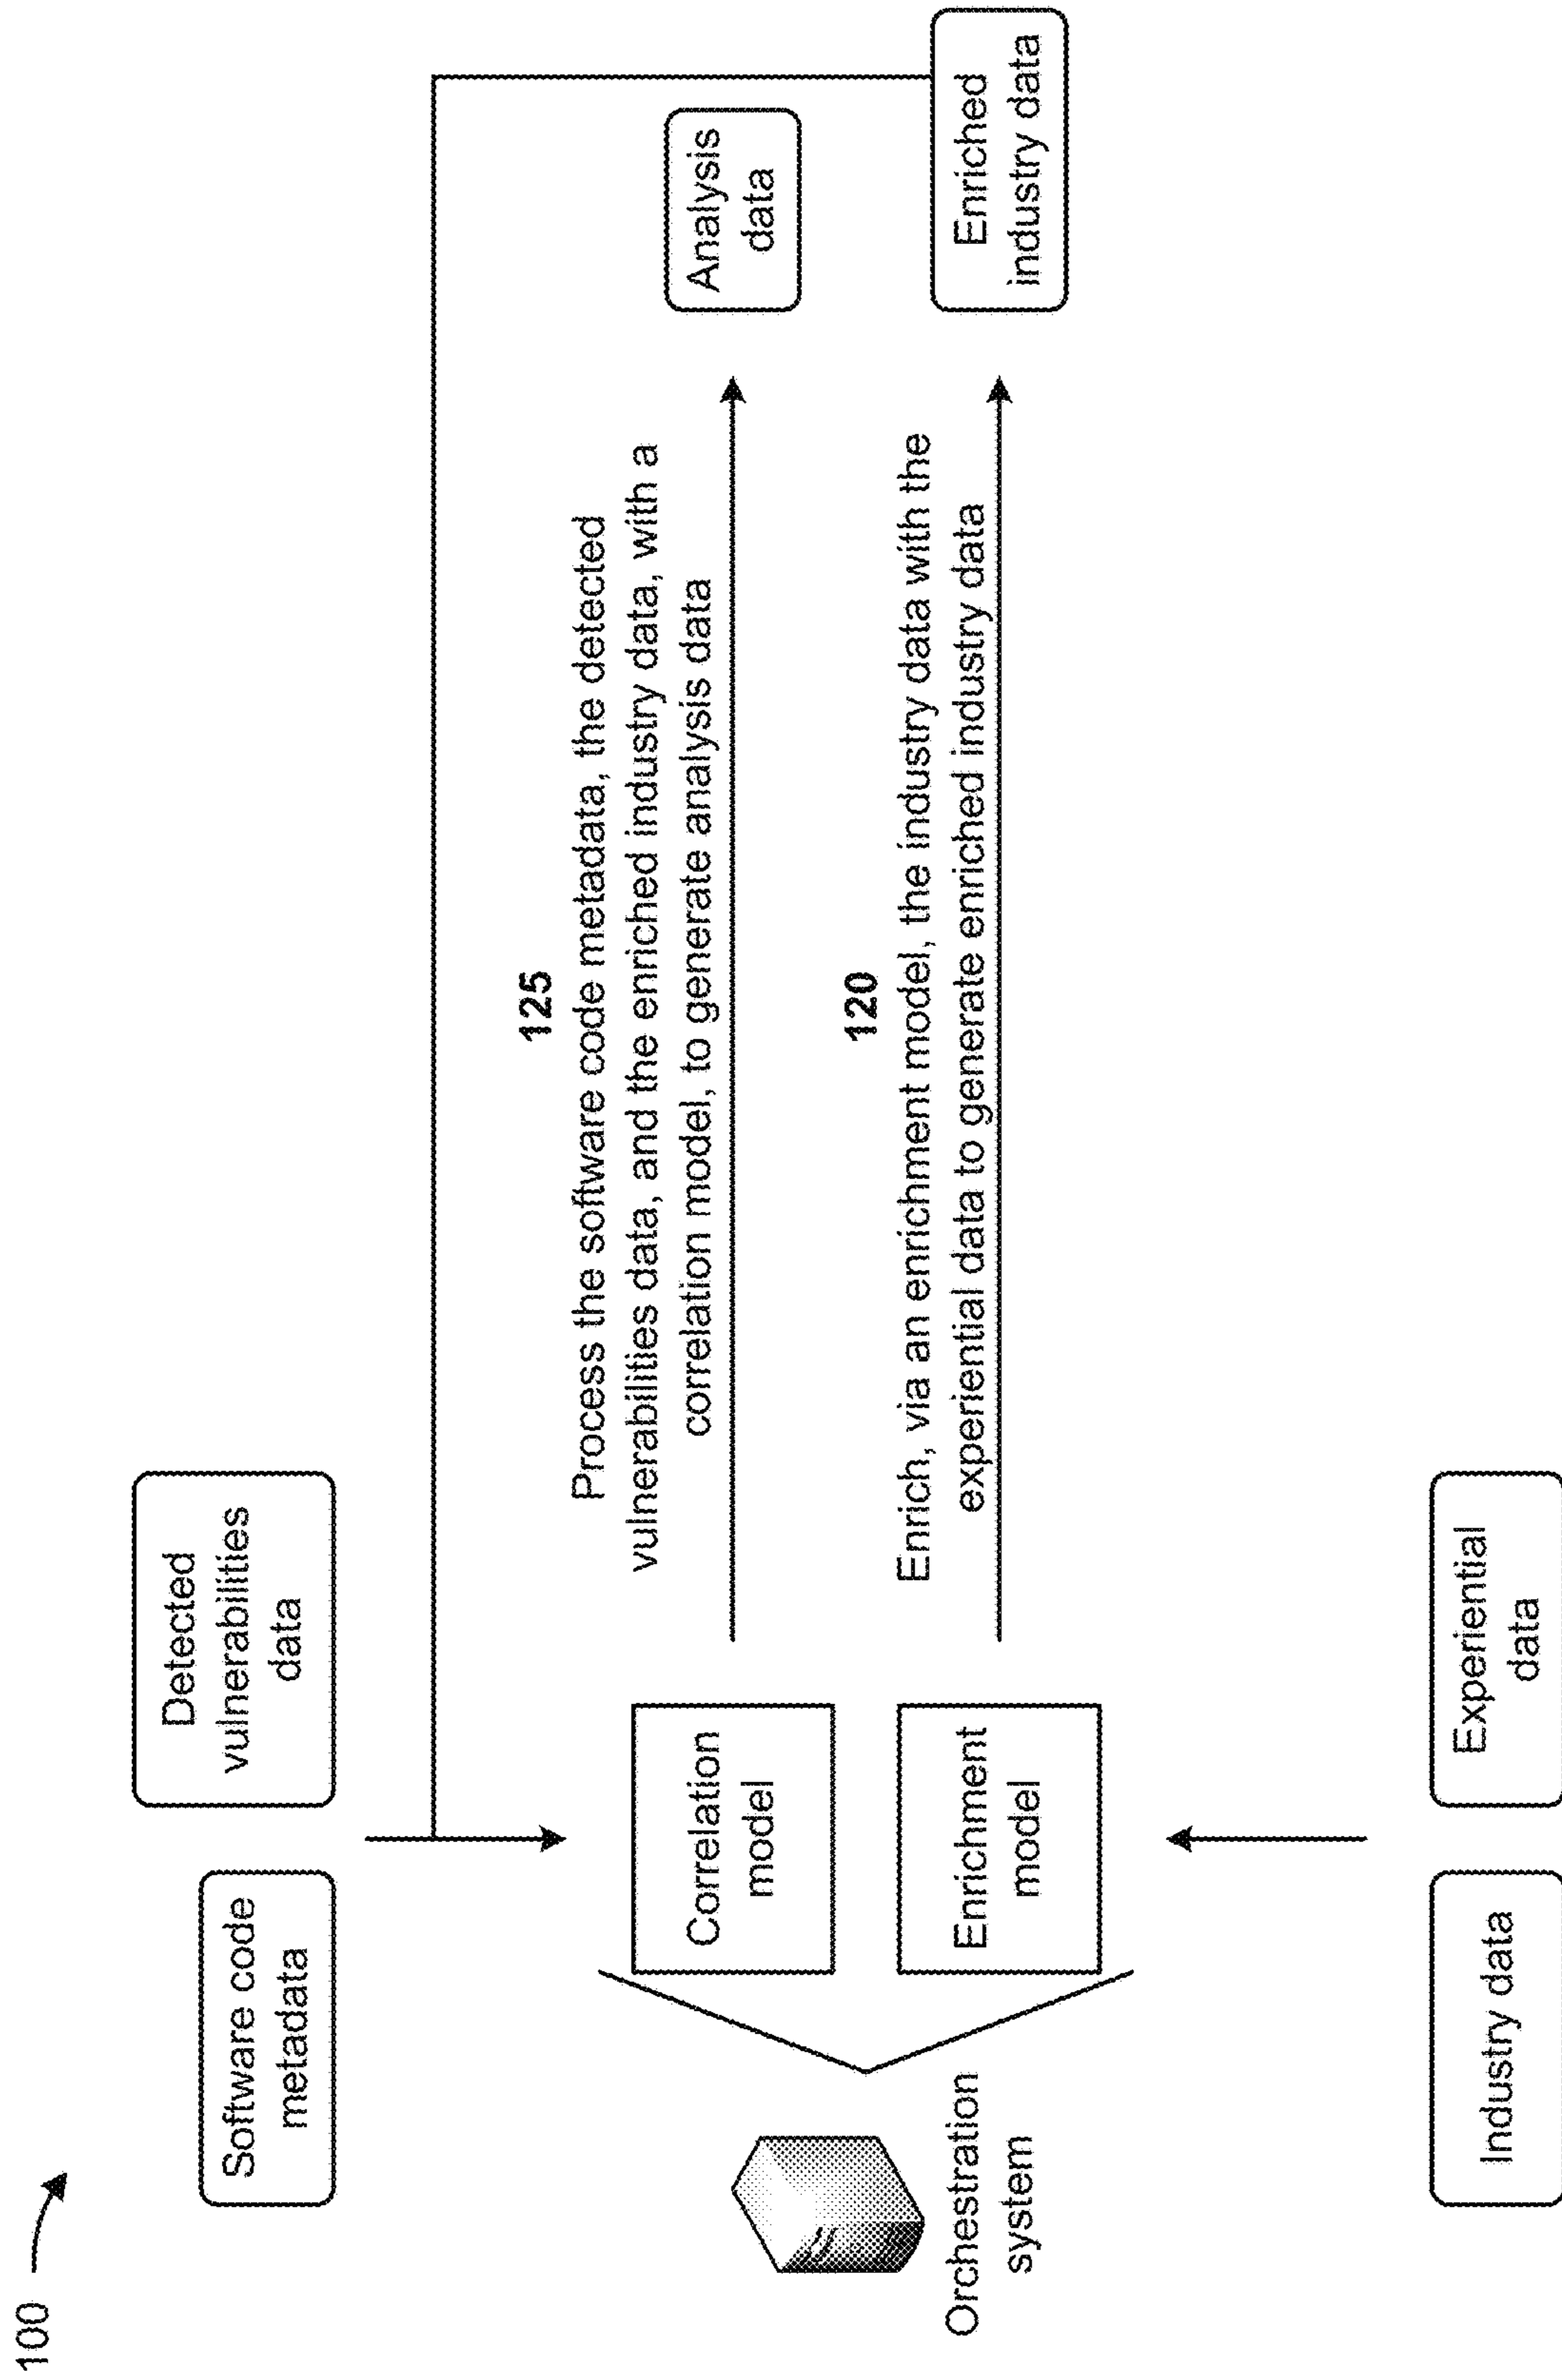 100
Software code
metadata
Detected
vulnerabilities
data
125
Process the software code metadata, the detected
vulnerabilities data, and the enriched industry data, with a
correlation model, to generate analysis data
Analysis
data
Correlation
model
Orchestration
system
Enrichment
model
120
Enrich, via an enrichment model, the industry data with the
experiential data to generate enriched industry data
Enriched
industry data
Industry data
Experiential
data